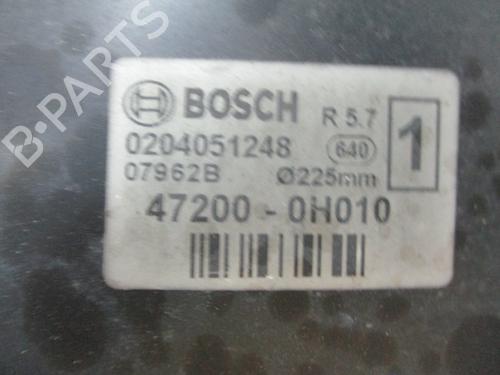 B-PARTS
BOSCH R 5.7
0204051248 640 1
07962B Ø225mm
47200 - 0H010